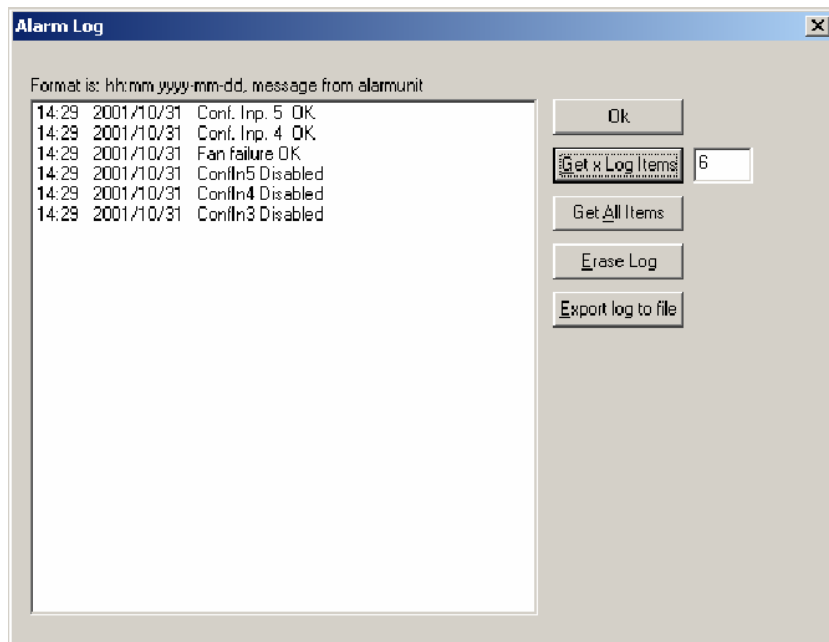 Alarm Log
Format is: hh:mm yyyy-mm-dd, message from alarmunit
14:29 2001/10/31 Conf. Inp. 5 OK
14:29 2001/10/31 Conf. Inp. 4 OK
14:29 2001/10/31 Fan failure OK
14:29 2001/10/31 ConfIn5 Disabled
14:29 2001/10/31 ConfIn4 Disabled
14:29 2001/10/31 ConfIn3 Disabled
Ok
Get x Log Items 6
Get All Items
Erase Log
Export log to file